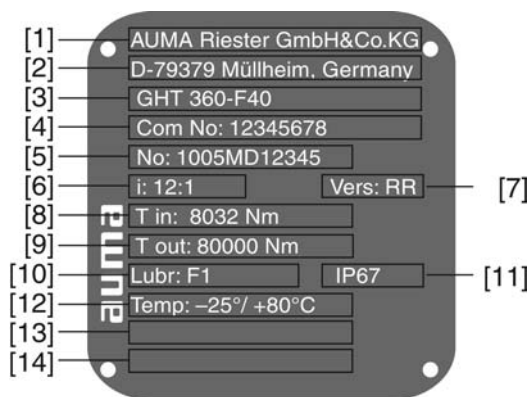 [1] AUMA Riester GmbH&Co.KG
[2] D-79379 Müllheim, Germany
[3] GHT 360-F40
[4] Com No: 12345678
[5] No: 1005MD12345
[6] i: 12:1 Vers: RR [7]
[8] T in: 8032 Nm
[9] T out: 80000 Nm
[10] Lubr: F1 IP67 [11]
[12] Temp: –25°/ +80°C
[13]
[14]
auma